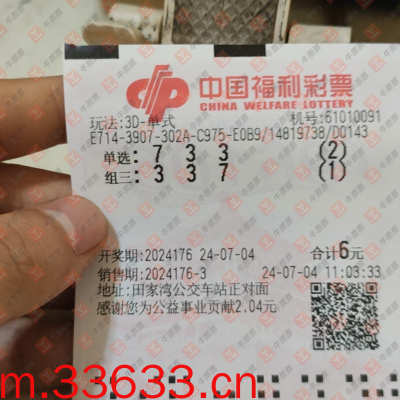 中国福利彩票
CHINA WELFARE LOTTERY
玩法:3D-单式 机号:61010091
E714-3907-302A-C975-E0B9/14819738/D0143
单选: 7 3 3 (2)
组三: 3 3 7 (1)
开奖期:2024176 24-07-04 合计6元
销售期:2024176-3 24-07-04 11:03:33
地址:田家湾公交车站正对面
感谢您为公益事业贡献2.04元
m.33633.cn